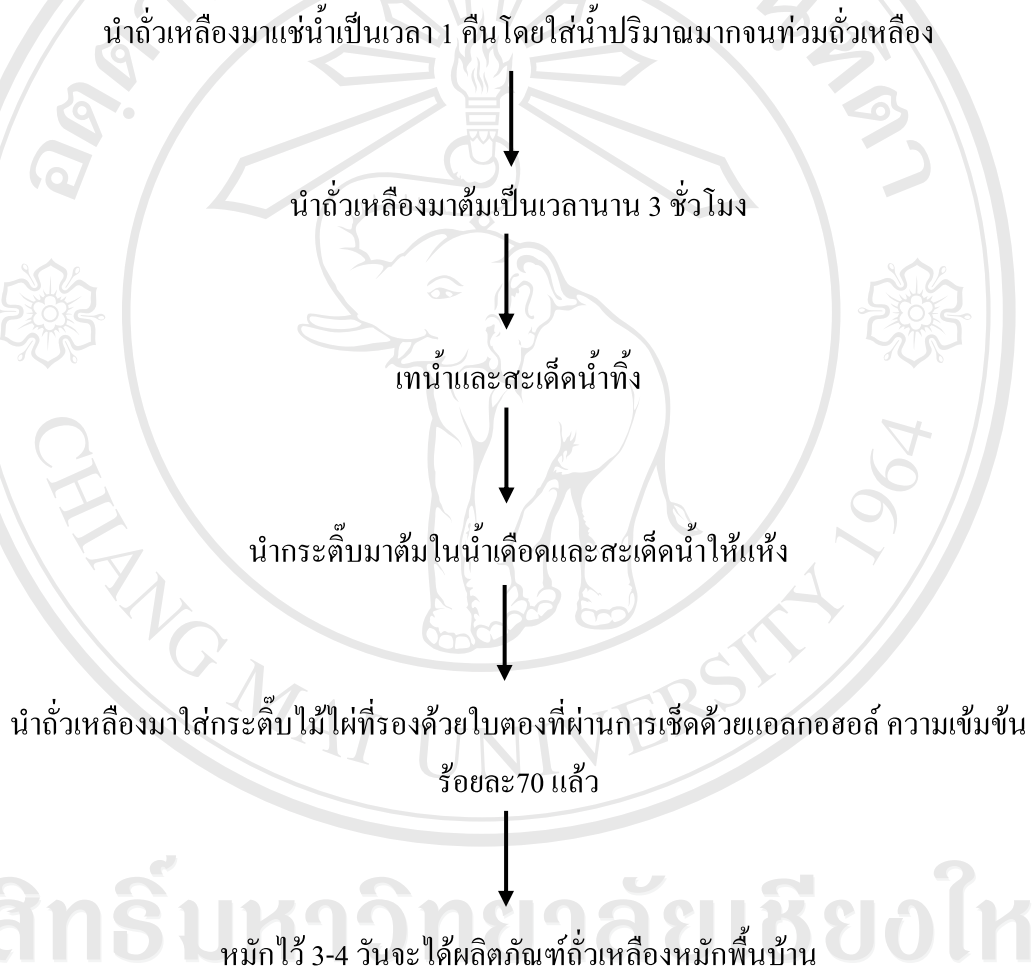 นำถั่วเหลืองมาแช่น้ำเป็นเวลา 1 คืนโดยใส่น้ำปริมาณมากจนท่วมถั่วเหลือง
นำถั่วเหลืองมาต้มเป็นเวลานาน 3 ชั่วโมง
เทน้ำและสะเด็ดน้ำทิ้ง
นำกระติ๊บมาต้มในน้ำเดือดและสะเด็ดน้ำให้แห้ง
นำถั่วเหลืองมาใส่กระติ๊บไม้ไผ่ที่รองด้วยใบตองที่ผ่านการเช็ดด้วยแอลกอฮอล์ ความเข้มข้น
ร้อยละ70 แล้ว
หมักไว้ 3-4 วันจะได้ผลิตภัณฑ์ถั่วเหลืองหมักพื้นบ้าน
CHIANG MAI UNIVERSITY 1964